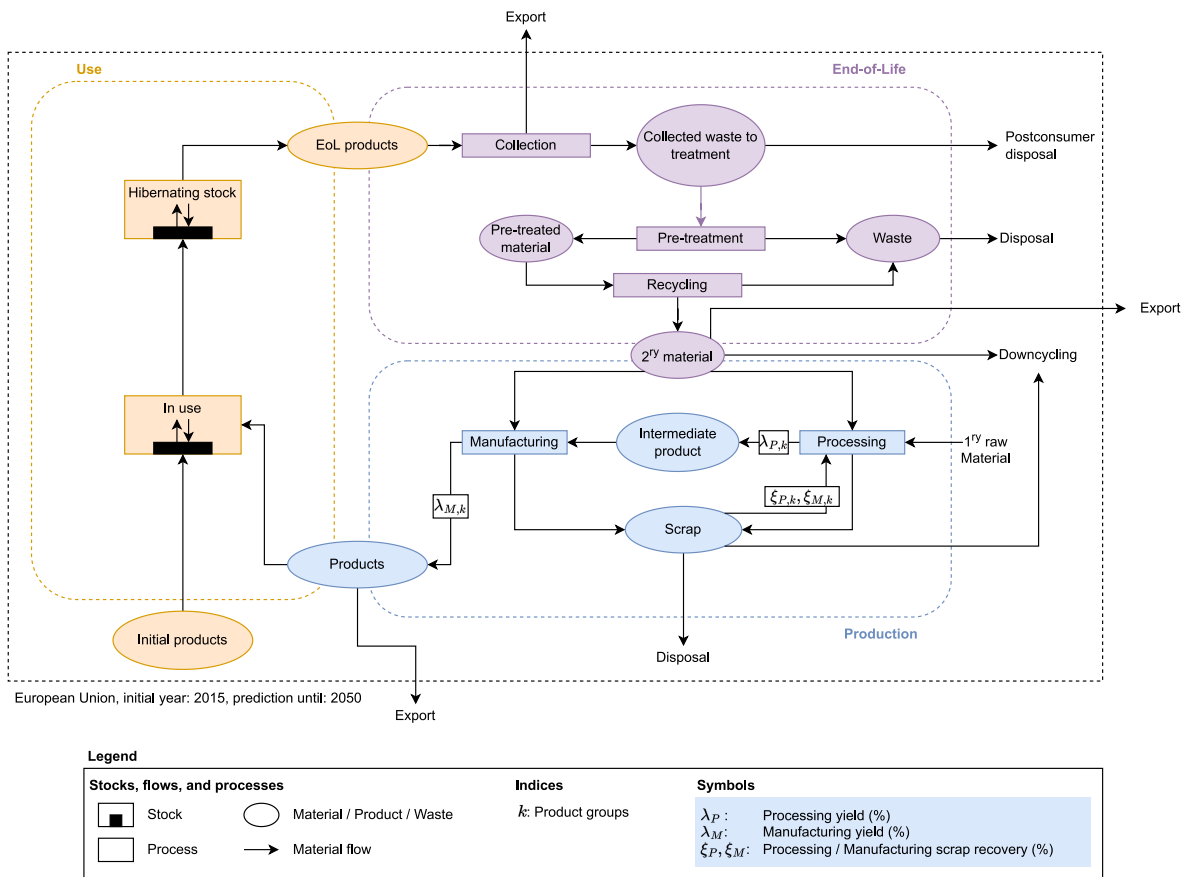 Export
Use
End-of-Life
EoL products
Collection
Collected waste to
treatment
Postconsumer
disposal
Hibernating stock
Pre-treated
material
Pre-treatment
Waste
Disposal
Recycling
Export
2ʳʸ material
Downcycling
In use
Manufacturing
Intermediate
product
λP,k
Processing
1ʳʸ raw
Material
ξP,k, ξM,k
λM,k
Scrap
Products
Initial products
Production
Disposal
European Union, initial year: 2015, prediction until: 2050
Export
Legend
Stocks, flows, and processes
Indices
Symbols
Stock
Material / Product / Waste
k: Product groups
λP : Processing yield (%)
λM: Manufacturing yield (%)
Process
Material flow
ξP, ξM: Processing / Manufacturing scrap recovery (%)